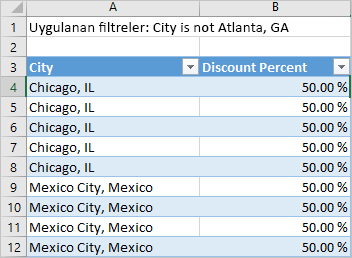 A B
1 Uygulanan filtreler: City is not Atlanta, GA
2
3 City Discount Percent
4 Chicago, IL 50.00 %
5 Chicago, IL 50.00 %
6 Chicago, IL 50.00 %
7 Chicago, IL 50.00 %
8 Chicago, IL 50.00 %
9 Mexico City, Mexico 50.00 %
10 Mexico City, Mexico 50.00 %
11 Mexico City, Mexico 50.00 %
12 Mexico City, Mexico 50.00 %